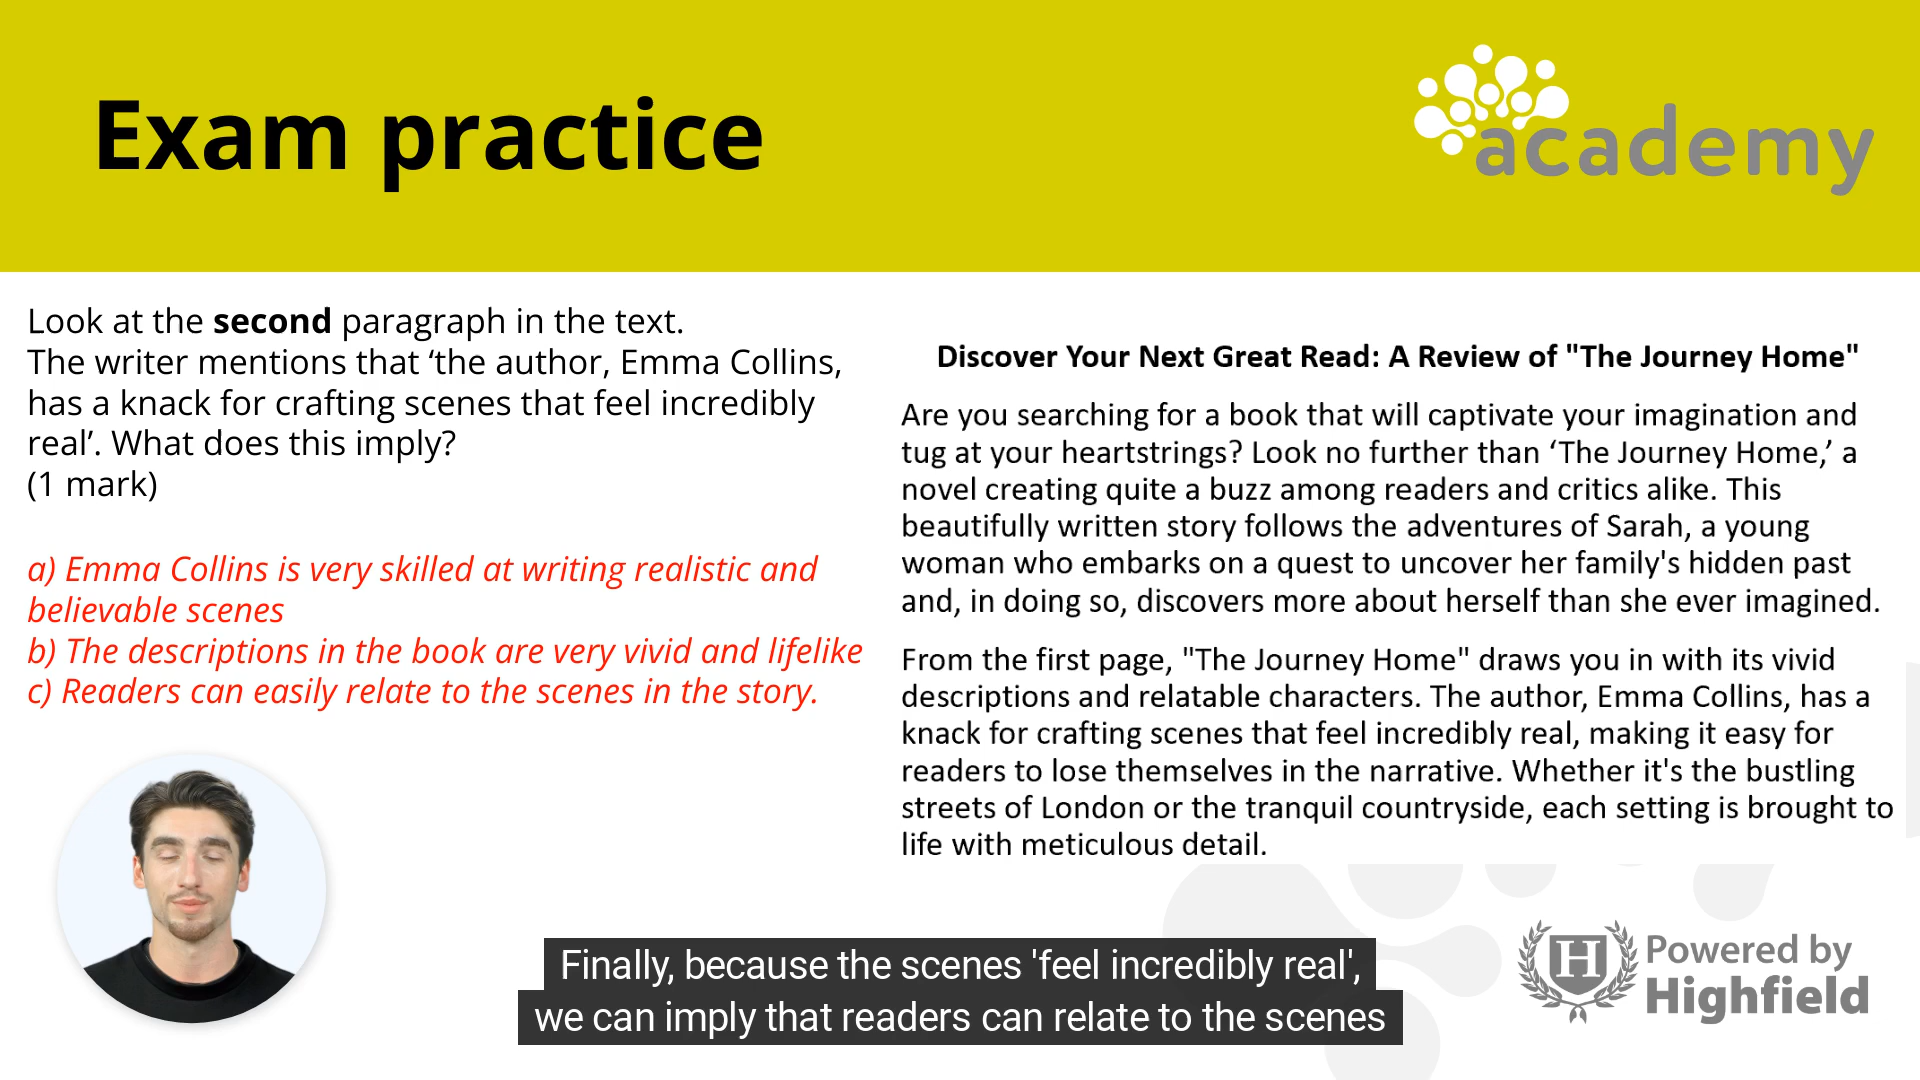 Exam practice
academy
Look at the second paragraph in the text.
The writer mentions that ‘the author, Emma Collins,
has a knack for crafting scenes that feel incredibly
real’. What does this imply?
(1 mark)
a) Emma Collins is very skilled at writing realistic and
believable scenes
b) The descriptions in the book are very vivid and lifelike
c) Readers can easily relate to the scenes in the story.
Discover Your Next Great Read: A Review of "The Journey Home"
Are you searching for a book that will captivate your imagination and
tug at your heartstrings? Look no further than ‘The Journey Home,’ a
novel creating quite a buzz among readers and critics alike. This
beautifully written story follows the adventures of Sarah, a young
woman who embarks on a quest to uncover her family's hidden past
and, in doing so, discovers more about herself than she ever imagined.
From the first page, "The Journey Home" draws you in with its vivid
descriptions and relatable characters. The author, Emma Collins, has a
knack for crafting scenes that feel incredibly real, making it easy for
readers to lose themselves in the narrative. Whether it's the bustling
streets of London or the tranquil countryside, each setting is brought to
life with meticulous detail.
Finally, because the scenes 'feel incredibly real',
we can imply that readers can relate to the scenes
H
Powered by
Highfield